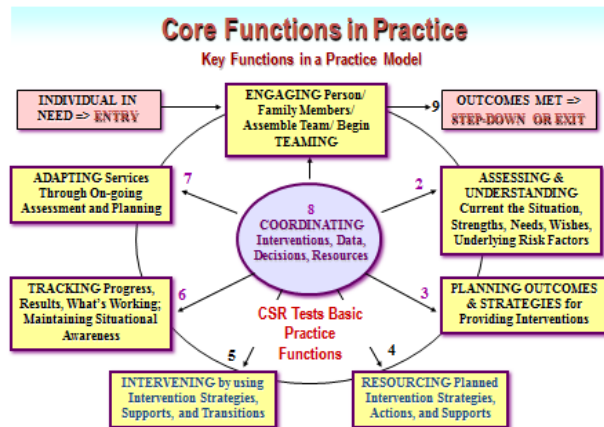 Core Functions in Practice
Key Functions in a Practice Model
INDIVIDUAL IN
NEED => ENTRY
ENGAGING Person/
Family Members/
Assemble Team/ Begin
TEAMING
9
OUTCOMES MET =>
STEP-DOWN OR EXIT
ADAPTING Services
Through On-going
Assessment and Planning
7
8
COORDINATING
Interventions, Data,
Decisions, Resources
2
ASSESSING &
UNDERSTANDING
Current the Situation,
Strengths, Needs, Wishes,
Underlying Risk Factors
TRACKING Progress,
Results, What's Working;
Maintaining Situational
Awareness
6
CSR Tests Basic
Practice
Functions
3
PLANNING OUTCOMES
& STRATEGIES for
Providing Interventions
5
4
INTERVENING by using
Intervention Strategies,
Supports, and Transitions
RESOURCING Planned
Intervention Strategies,
Actions, and Supports